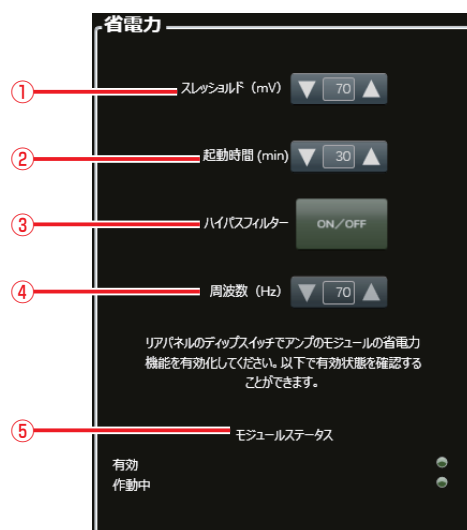 省電力
① スレッショルド (mV) 70
② 起動時間 (min) 30
③ ハイパスフィルター ON/OFF
④ 周波数 (Hz) 70
リアパネルのディップスイッチでアンプのモジュールの省電力
機能を有効化してください。以下で有効状態を確認する
ことができます。
⑤ モジュールステータス
有効
作動中